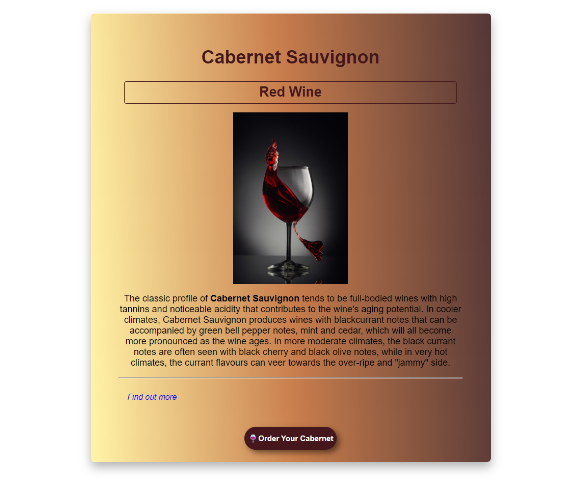 Cabernet Sauvignon
Red Wine
The classic profile of Cabernet Sauvignon tends to be full-bodied wines with high
tannins and noticeable acidity that contributes to the wine's aging potential. In cooler
climates, Cabernet Sauvignon produces wines with blackcurrant notes that can be
accompanied by green bell pepper notes, mint and cedar, which will all become
more pronounced as the wine ages. In more moderate climates, the black currant
notes are often seen with black cherry and black olive notes, while in very hot
climates, the currant flavours can veer towards the over-ripe and "jammy" side.
Find out more
🍷Order Your Cabernet